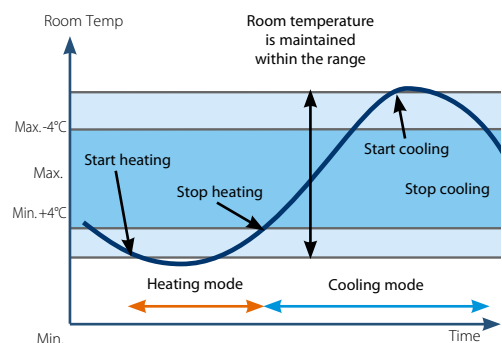 Room Temp
Room temperature
is maintained
within the range
Max.-4°C
Start heating
Start cooling
Max.
Stop heating
Stop cooling
Min.+4°C
Heating mode
Cooling mode
Min.
Time